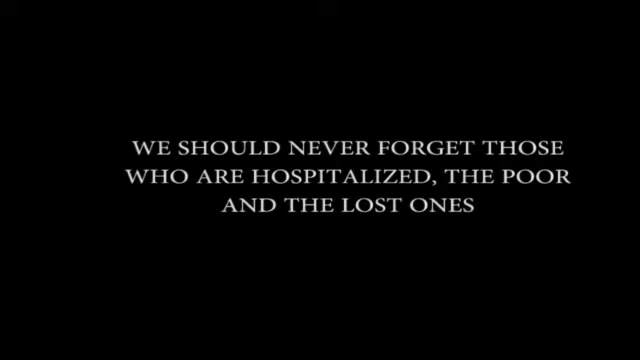 WE SHOULD NEVER FORGET THOSE
WHO ARE HOSPITALIZED, THE POOR
AND THE LOST ONES